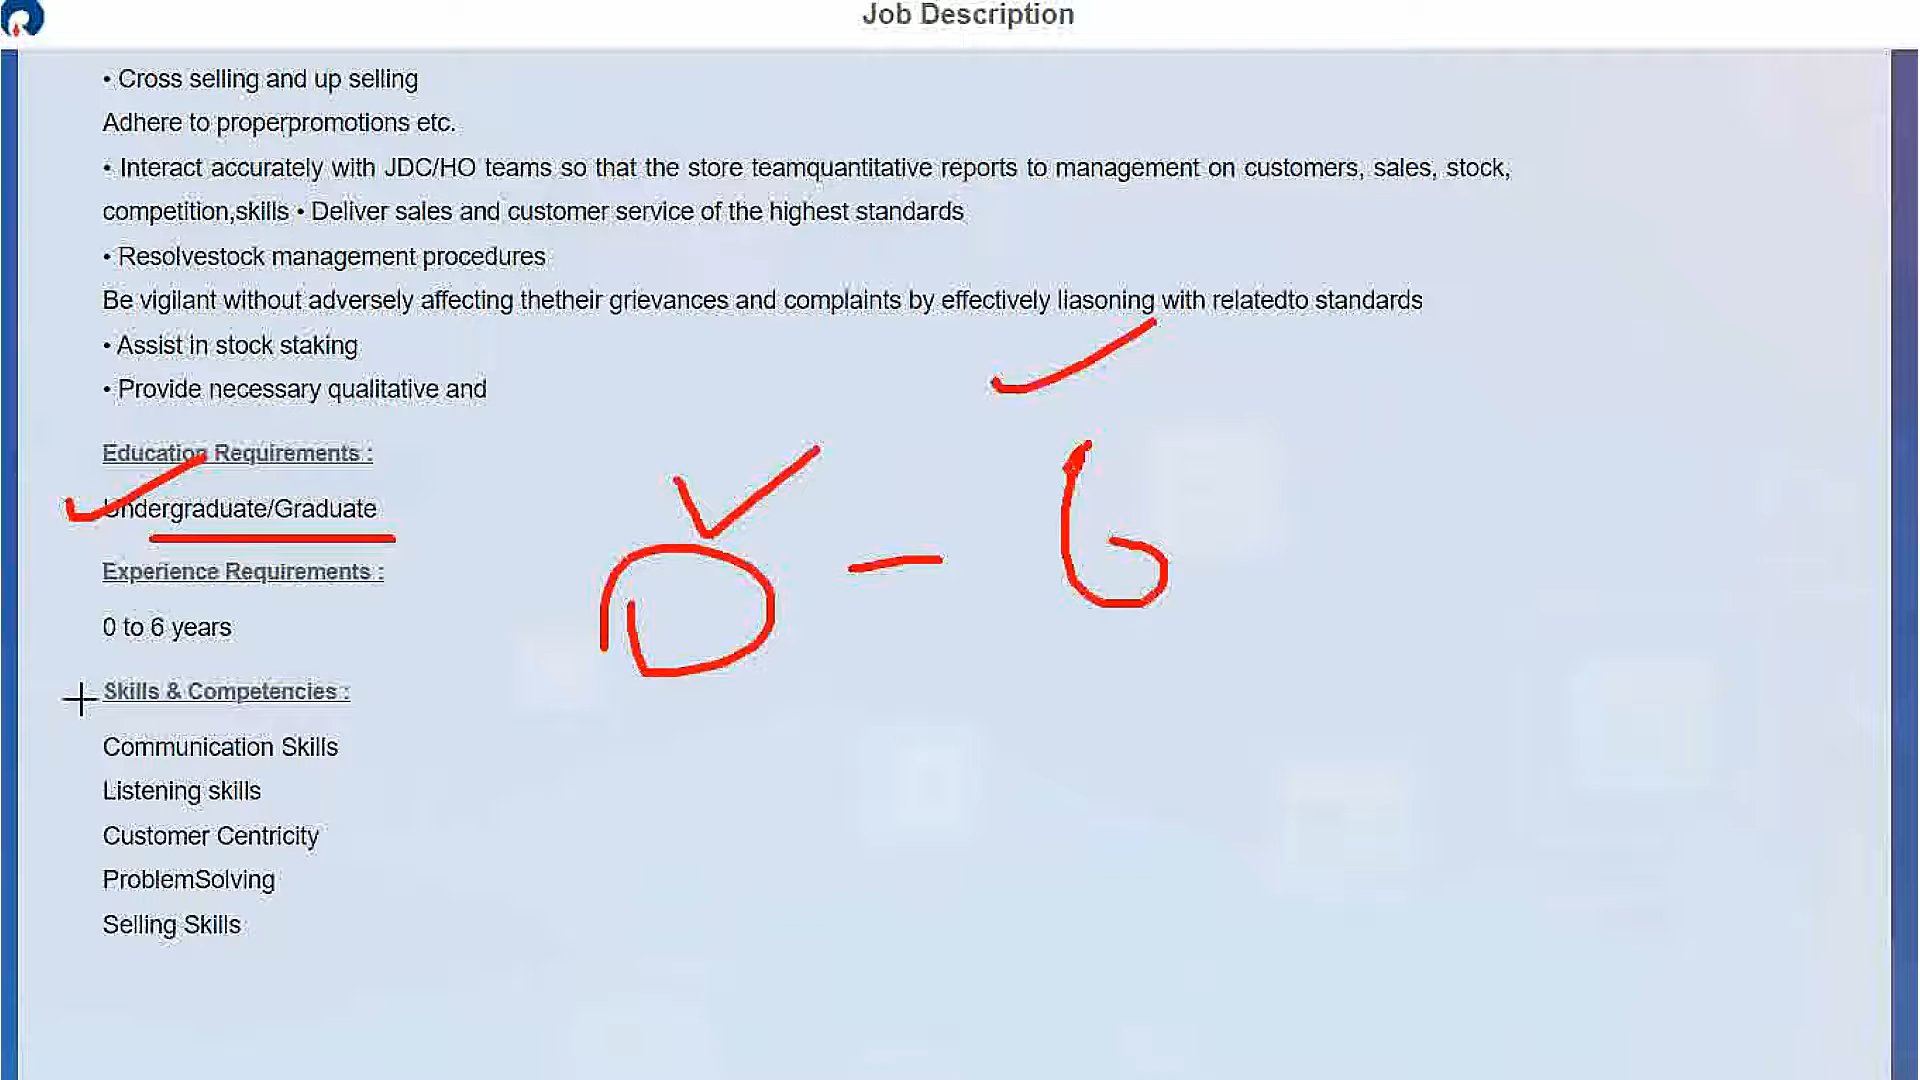 Job Description
• Cross selling and up selling
Adhere to properpromotions etc.
• Interact accurately with JDC/HO teams so that the store teamquantitative reports to management on customers, sales, stock,
competition,skills • Deliver sales and customer service of the highest standards
• Resolvestock management procedures
Be vigilant without adversely affecting thetheir grievances and complaints by effectively liasoning with relatedto standards
• Assist in stock staking
• Provide necessary qualitative and
Education Requirements :
Undergraduate/Graduate
0 - 6
Experience Requirements :
0 to 6 years
Skills & Competencies :
Communication Skills
Listening skills
Customer Centricity
ProblemSolving
Selling Skills